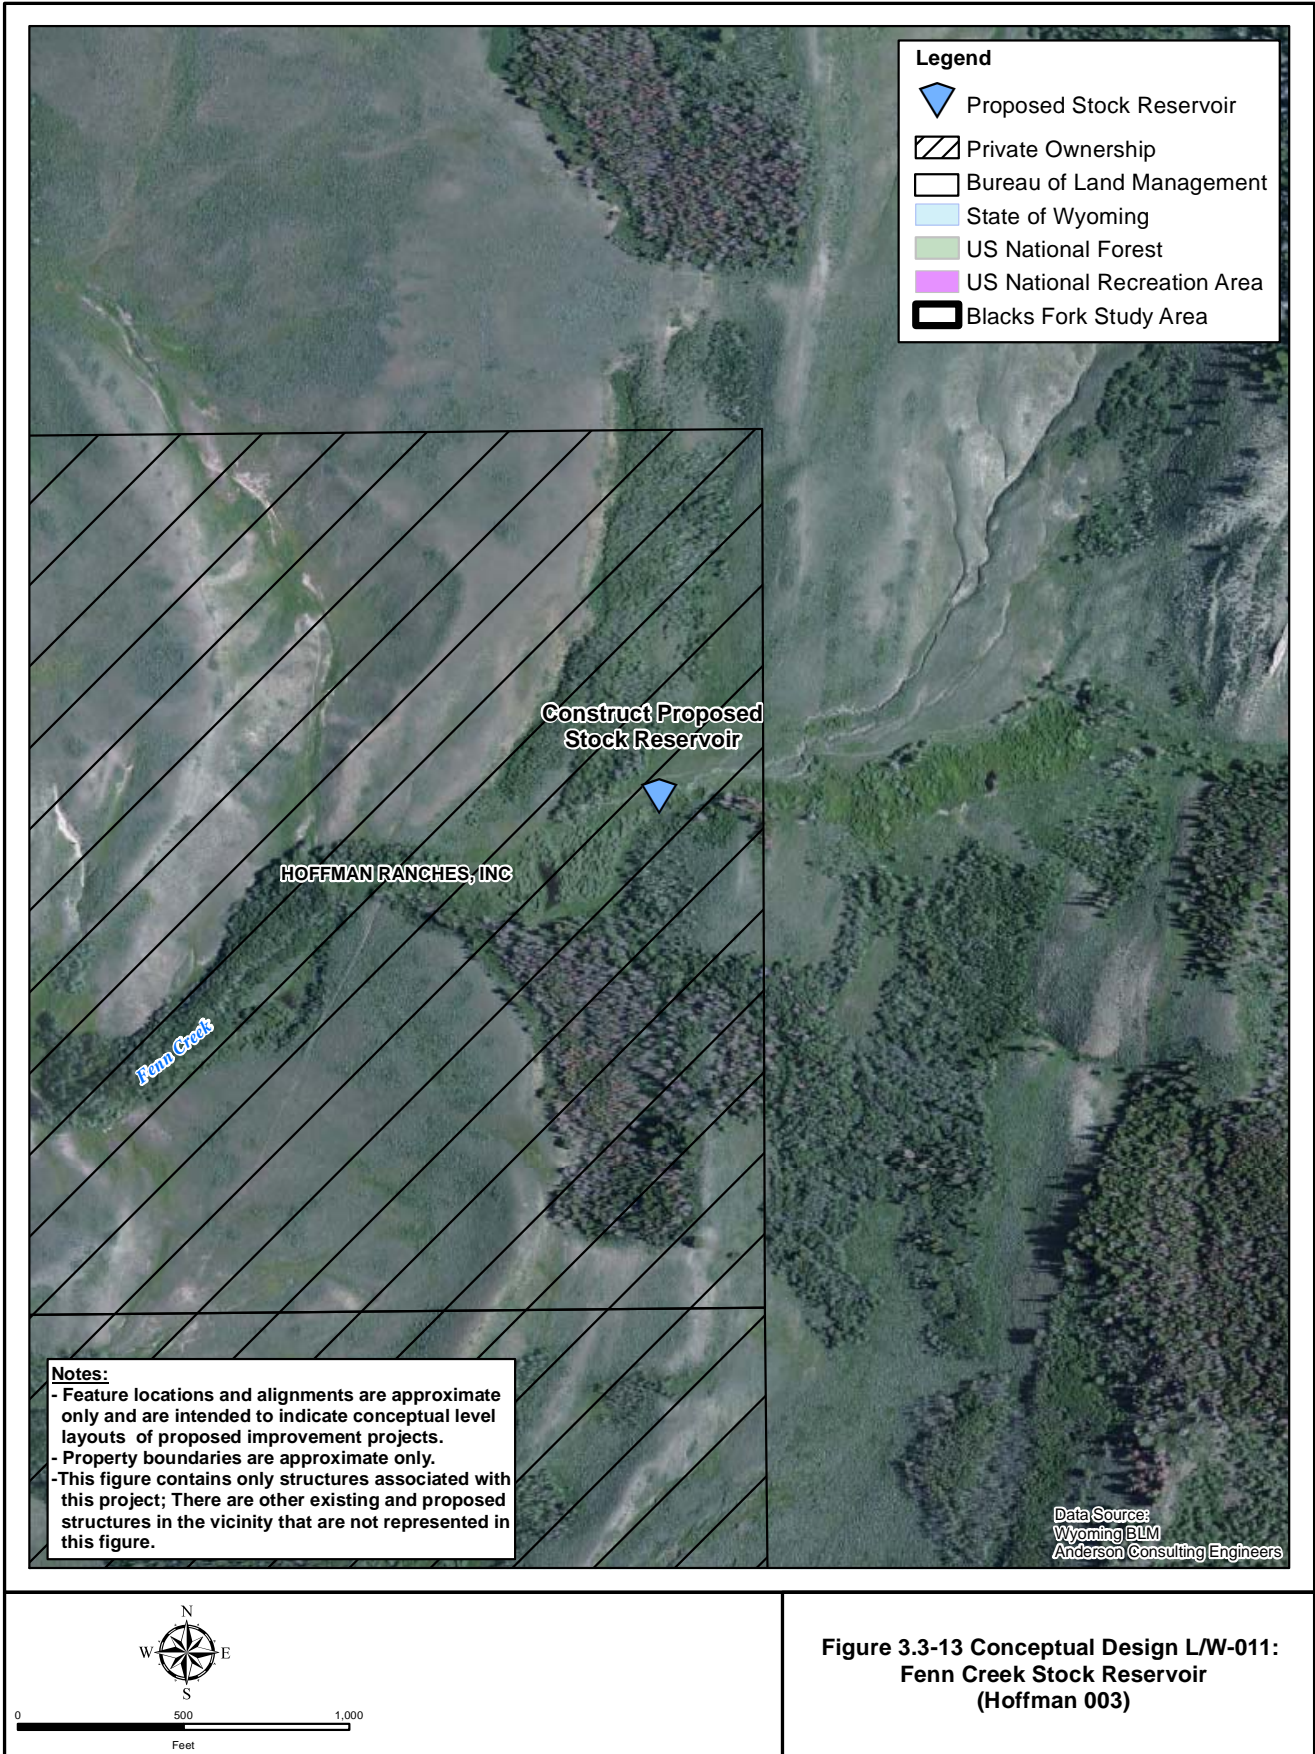 Legend
Proposed Stock Reservoir
Private Ownership
Bureau of Land Management
State of Wyoming
US National Forest
US National Recreation Area
Blacks Fork Study Area
Construct Proposed
Stock Reservoir
HOFFMAN RANCHES, INC
Fenn Creek
Notes:
- Feature locations and alignments are approximate
only and are intended to indicate conceptual level
layouts of proposed improvement projects.
- Property boundaries are approximate only.
-This figure contains only structures associated with
this project; There are other existing and proposed
structures in the vicinity that are not represented in
this figure.
Data Source:
Wyoming BLM
Anderson Consulting Engineers
N
W E
S
0 500 1,000
Feet
Figure 3.3-13 Conceptual Design L/W-011:
Fenn Creek Stock Reservoir
(Hoffman 003)